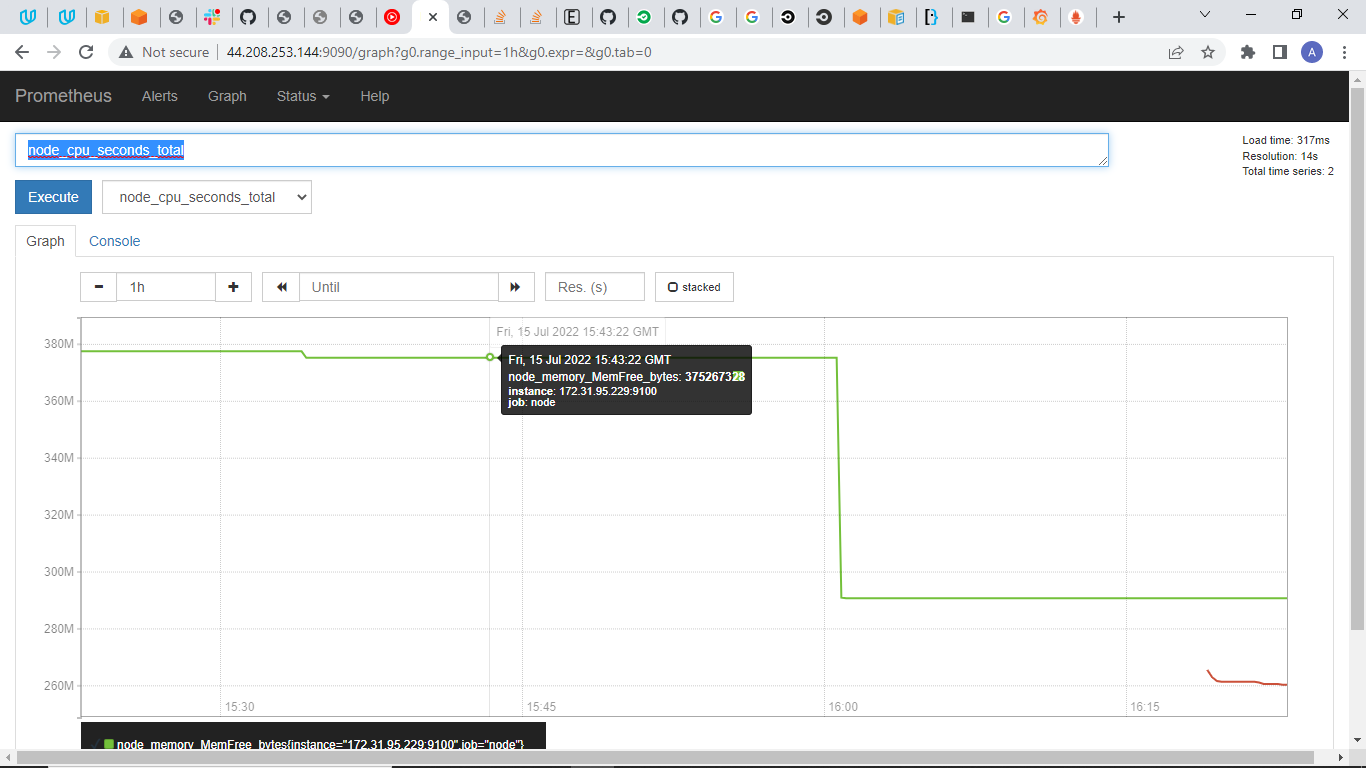 Not secure
44.208.253.144:9090/graph?g0.range_input=1h&g0.expr=&g0.tab=0
A
Prometheus
Alerts
Graph
Status
Help
node_cpu_seconds_total
Load time: 317ms
Resolution: 14s
Total time series: 2
Execute
node_cpu_seconds_total
Graph
Console
1h
Until
Res. (s)
stacked
Fri, 15 Jul 2022 15:43:22 GMT
Fri, 15 Jul 2022 15:43:22 GMT
node_memory_MemFree_bytes: 375267328
instance: 172.31.95.229:9100
job: node
380M
360M
340M
320M
300M
280M
260M
15:30
15:45
16:00
16:15
node_memory_MemFree_bytes{instance="172.31.95.229:9100",job="node"}